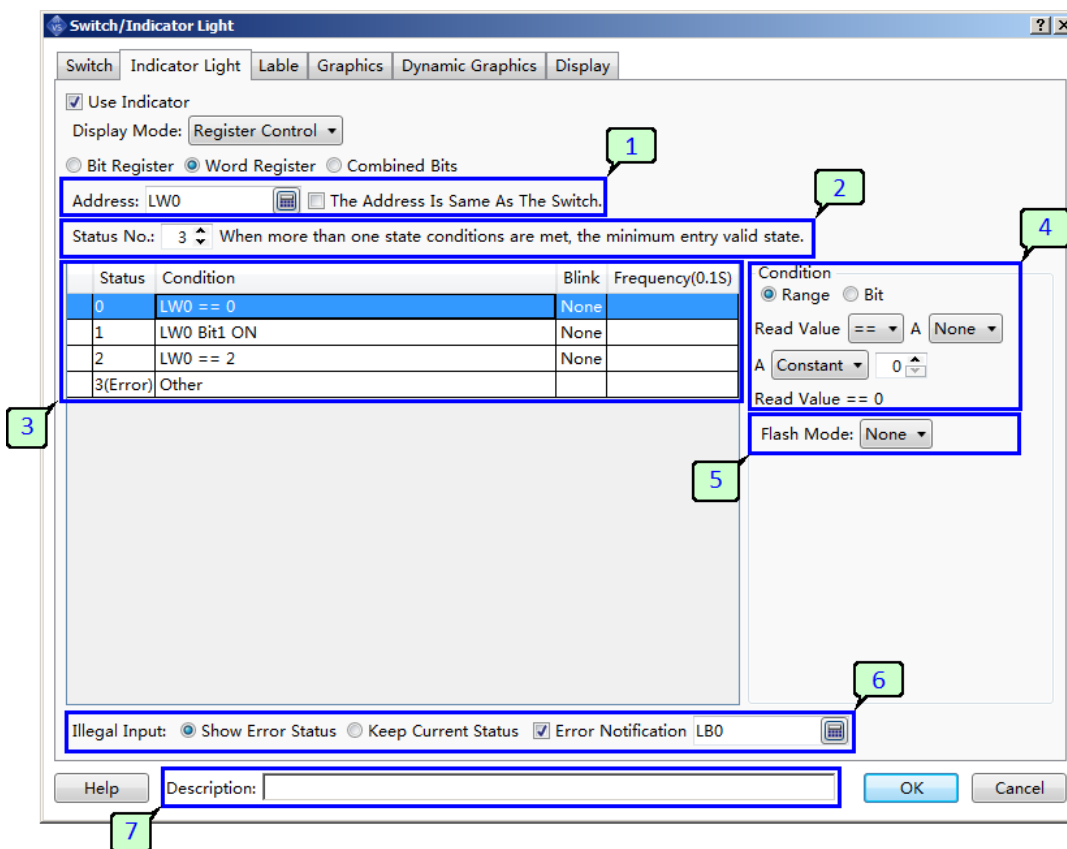 Switch/Indicator Light
Switch Indicator Light Lable Graphics Dynamic Graphics Display
Use Indicator
Display Mode: Register Control
1
Bit Register Word Register Combined Bits
2
Address: LW0 The Address Is Same As The Switch.
4
Status No.: 3 When more than one state conditions are met, the minimum entry valid state.
Status Condition Blink Frequency(0.1S)
0 LW0 == 0 None
1 LW0 Bit1 ON None
2 LW0 == 2 None
3(Error) Other
Condition
Range Bit
Read Value == A None
A Constant 0
Read Value == 0
3
Flash Mode: None
5
6
Illegal Input: Show Error Status Keep Current Status Error Notification LB0
Help Description: OK Cancel
7